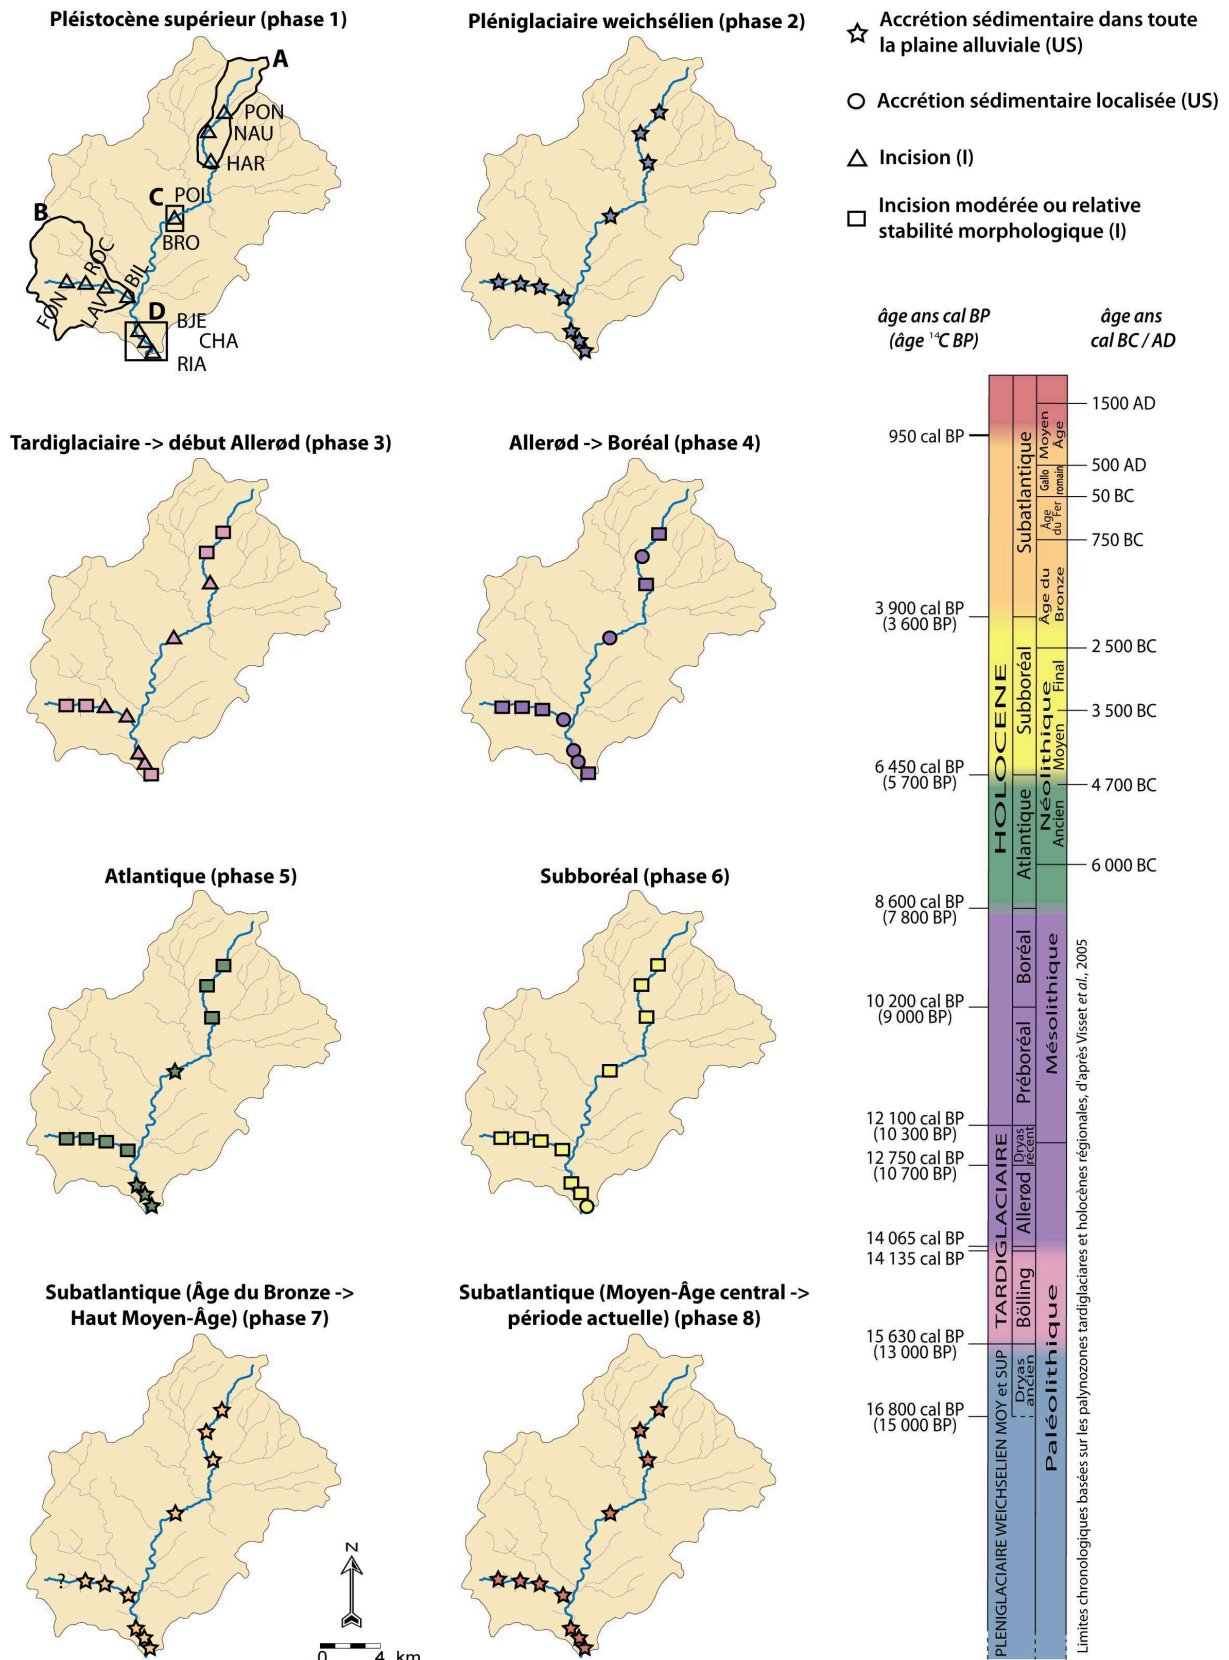 Pléistocène supérieur (phase 1)
A
PON
NAU
HAR
C
POI
BRO
B
ROC
BIL
FON
LAV
D
BJE
CHA
RIA
Pléniglaciaire weichsélien (phase 2)
Accrétion sédimentaire dans toute
la plaine alluviale (US)
Accrétion sédimentaire localisée (US)
Incision (I)
Incision modérée ou relative
stabilité morphologique (I)
Tardiglaciaire -> début Allerød (phase 3)
Allerød -> Boréal (phase 4)
Atlantique (phase 5)
Subboréal (phase 6)
Subatlantique (Âge du Bronze ->
Haut Moyen-Âge) (phase 7)
?
N
0 4 km
Subatlantique (Moyen-Âge central ->
période actuelle) (phase 8)
âge ans cal BP
(âge ¹⁴C BP)
âge ans
cal BC / AD
950 cal BP
3 900 cal BP
(3 600 BP)
6 450 cal BP
(5 700 BP)
8 600 cal BP
(7 800 BP)
10 200 cal BP
(9 000 BP)
12 100 cal BP
(10 300 BP)
12 750 cal BP
(10 700 BP)
14 065 cal BP
14 135 cal BP
15 630 cal BP
(13 000 BP)
16 800 cal BP
(15 000 BP)
HOLOCENE
TARDIGLACIAIRE
PLENIGLACIAIRE WEICHSELIEN MOY et SUP
Subatlantique
Subboréal
Atlantique
Boréal
Préboréal
Dryas
récent
Allerød
Bölling
Dryas
ancien
Moyen
Âge
Gallo
romain
Âge
du Fer
Âge du
Bronze
Néolithique
Final
Moyen
Ancien
Mésolithique
Paléolithique
1500 AD
500 AD
50 BC
750 BC
2 500 BC
3 500 BC
4 700 BC
6 000 BC
Limites chronologiques basées sur les palynozones tardiglaciares et holocènes régionales, d'après Visset et al., 2005